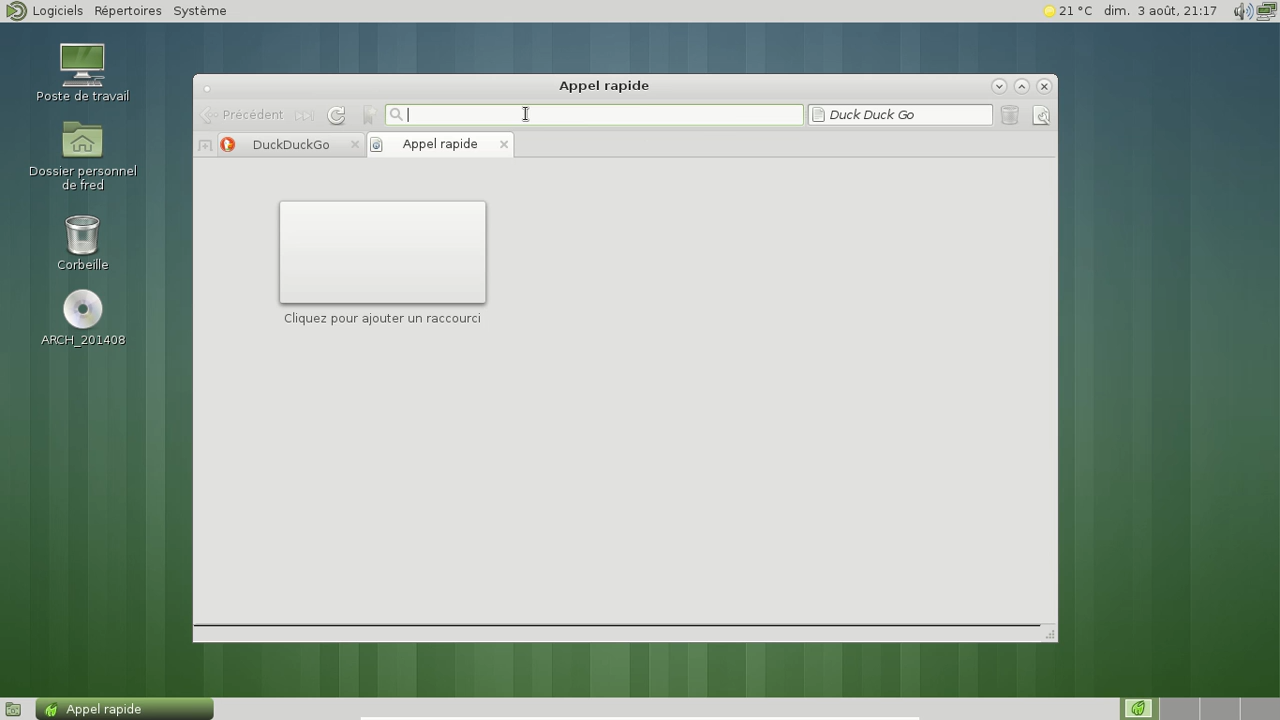 Logiciels Répertoires Système
21 °C dim. 3 août, 21:17
Poste de travail
Dossier personnel
de fred
Corbeille
ARCH_201408
Appel rapide
Précédent
Duck Duck Go
DuckDuckGo
Appel rapide
Cliquez pour ajouter un raccourci
Appel rapide